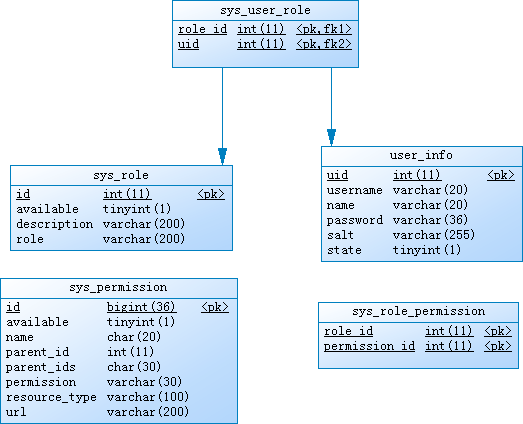 sys_user_role
role_id int(11) <pk,fk1>
uid int(11) <pk,fk2>
sys_role
id int(11) <pk>
available tinyint(1)
description varchar(200)
role varchar(200)
user_info
uid int(11) <pk>
username varchar(20)
name varchar(20)
password varchar(36)
salt varchar(255)
state tinyint(1)
sys_permission
id bigint(36) <pk>
available tinyint(1)
name char(20)
parent_id int(11)
parent_ids char(30)
permission varchar(30)
resource_type varchar(100)
url varchar(200)
sys_role_permission
role_id int(11) <pk>
permission_id int(11) <pk>